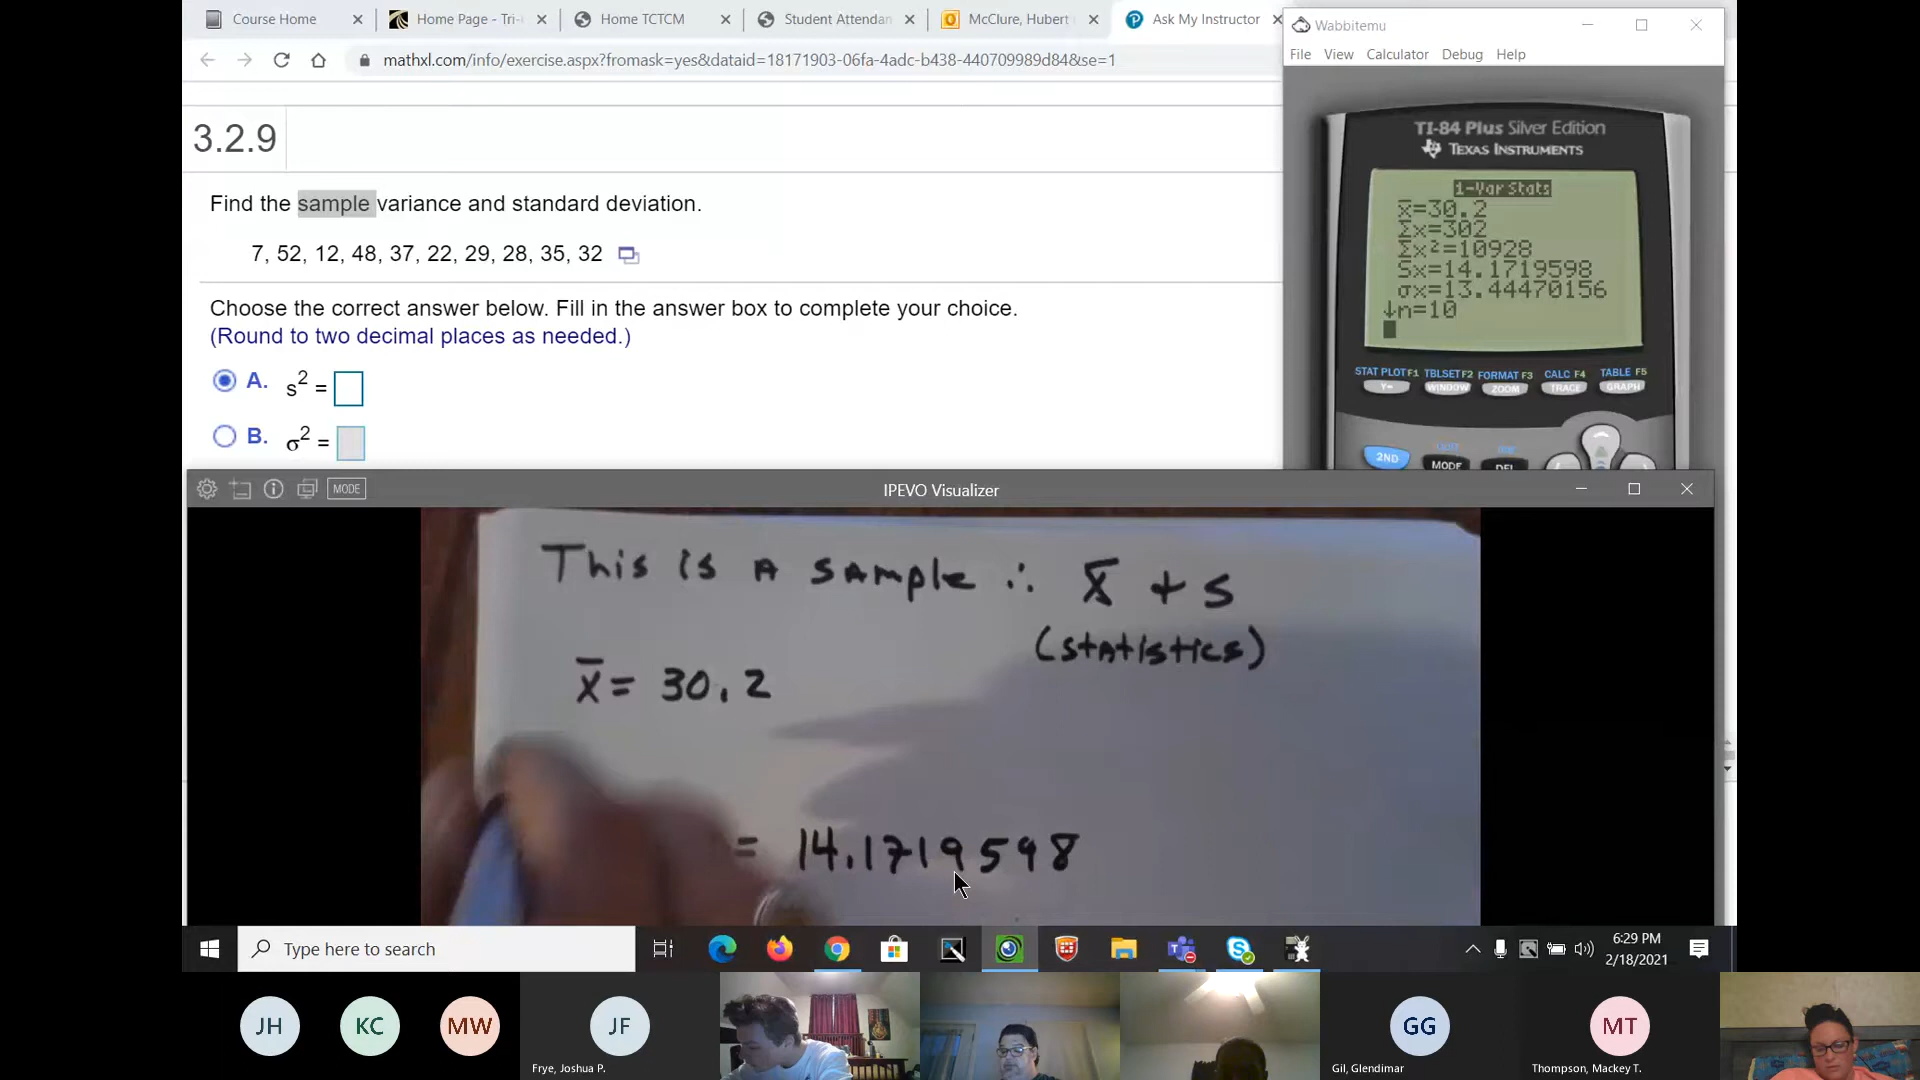 Course Home
Home Page - Tri-
Home TCTCM
Student Attendan
McClure, Hubert
Ask My Instructor
mathxl.com/info/exercise.aspx?fromask=yes&dataid=18171903-06fa-4adc-b438-440709989d84&se=1
Wabbitemu
File View Calculator Debug Help
3.2.9
Find the sample variance and standard deviation.
7, 52, 12, 48, 37, 22, 29, 28, 35, 32
Choose the correct answer below. Fill in the answer box to complete your choice.
(Round to two decimal places as needed.)
A. s² =
B. σ² =
TI-84 Plus Silver Edition
TEXAS INSTRUMENTS
1-Var Stats
x̄=30.2
Σx=302
Σx²=10928
Sx=14.1719598
σx=13.44470156
↓n=10
STAT PLOT F1 TBLSET F2 FORMAT F3 CALC F4 TABLE F5
Y= WINDOW ZOOM TRACE GRAPH
2ND MODE DEL
MODE
IPEVO Visualizer
This is a sample ∴ x̄ + s
(statistics)
x̄ = 30.2
= 14.1719598
Type here to search
6:29 PM
2/18/2021
JH
KC
MW
JF
GG
MT
Frye, Joshua P.
Gil, Glendimar
Thompson, Mackey T.